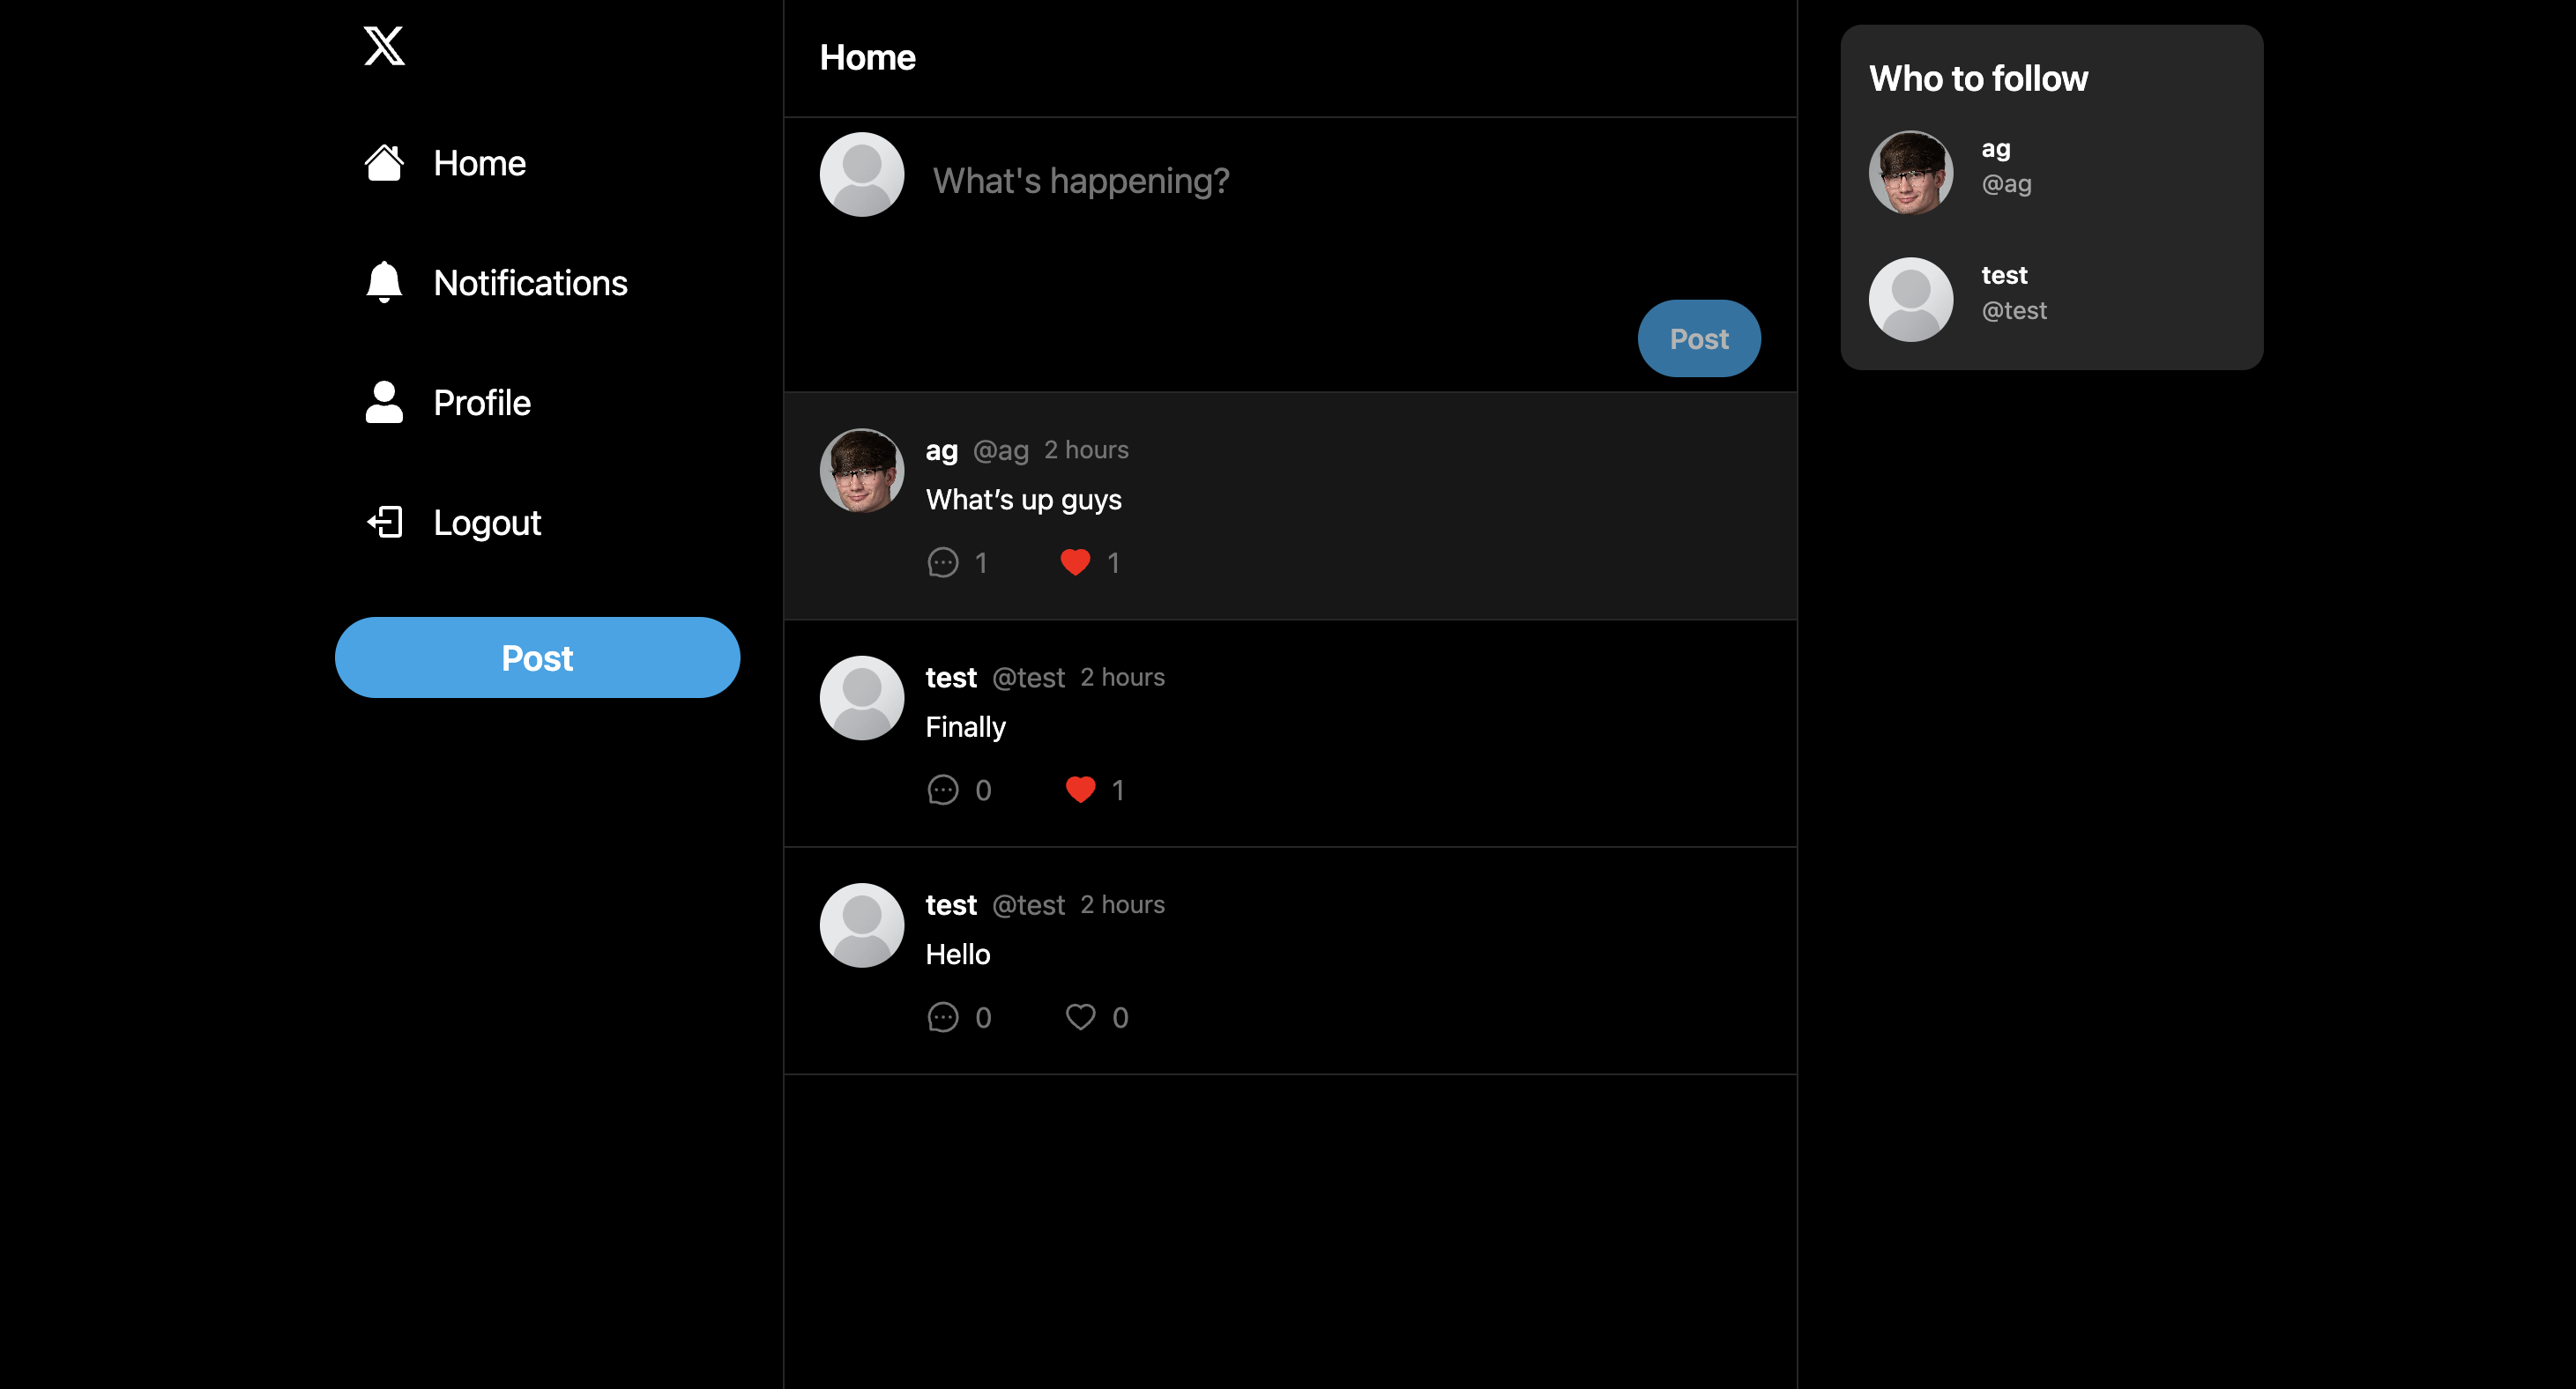 Home
Notifications
Profile
Logout
Post
Home
What's happening?
Post
ag @ag 2 hours
What’s up guys
1 1
test @test 2 hours
Finally
0 1
test @test 2 hours
Hello
0 0
Who to follow
ag
@ag
test
@test